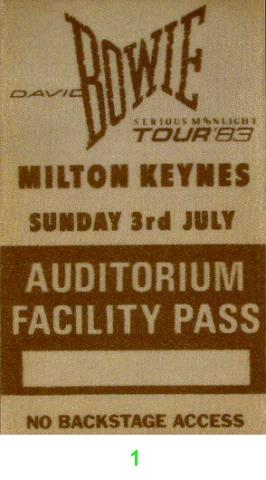 DAVID BOWIE
SERIOUS MOONLIGHT
TOUR '83
MILTON KEYNES
SUNDAY 3rd JULY
AUDITORIUM
FACILITY PASS
NO BACKSTAGE ACCESS
1